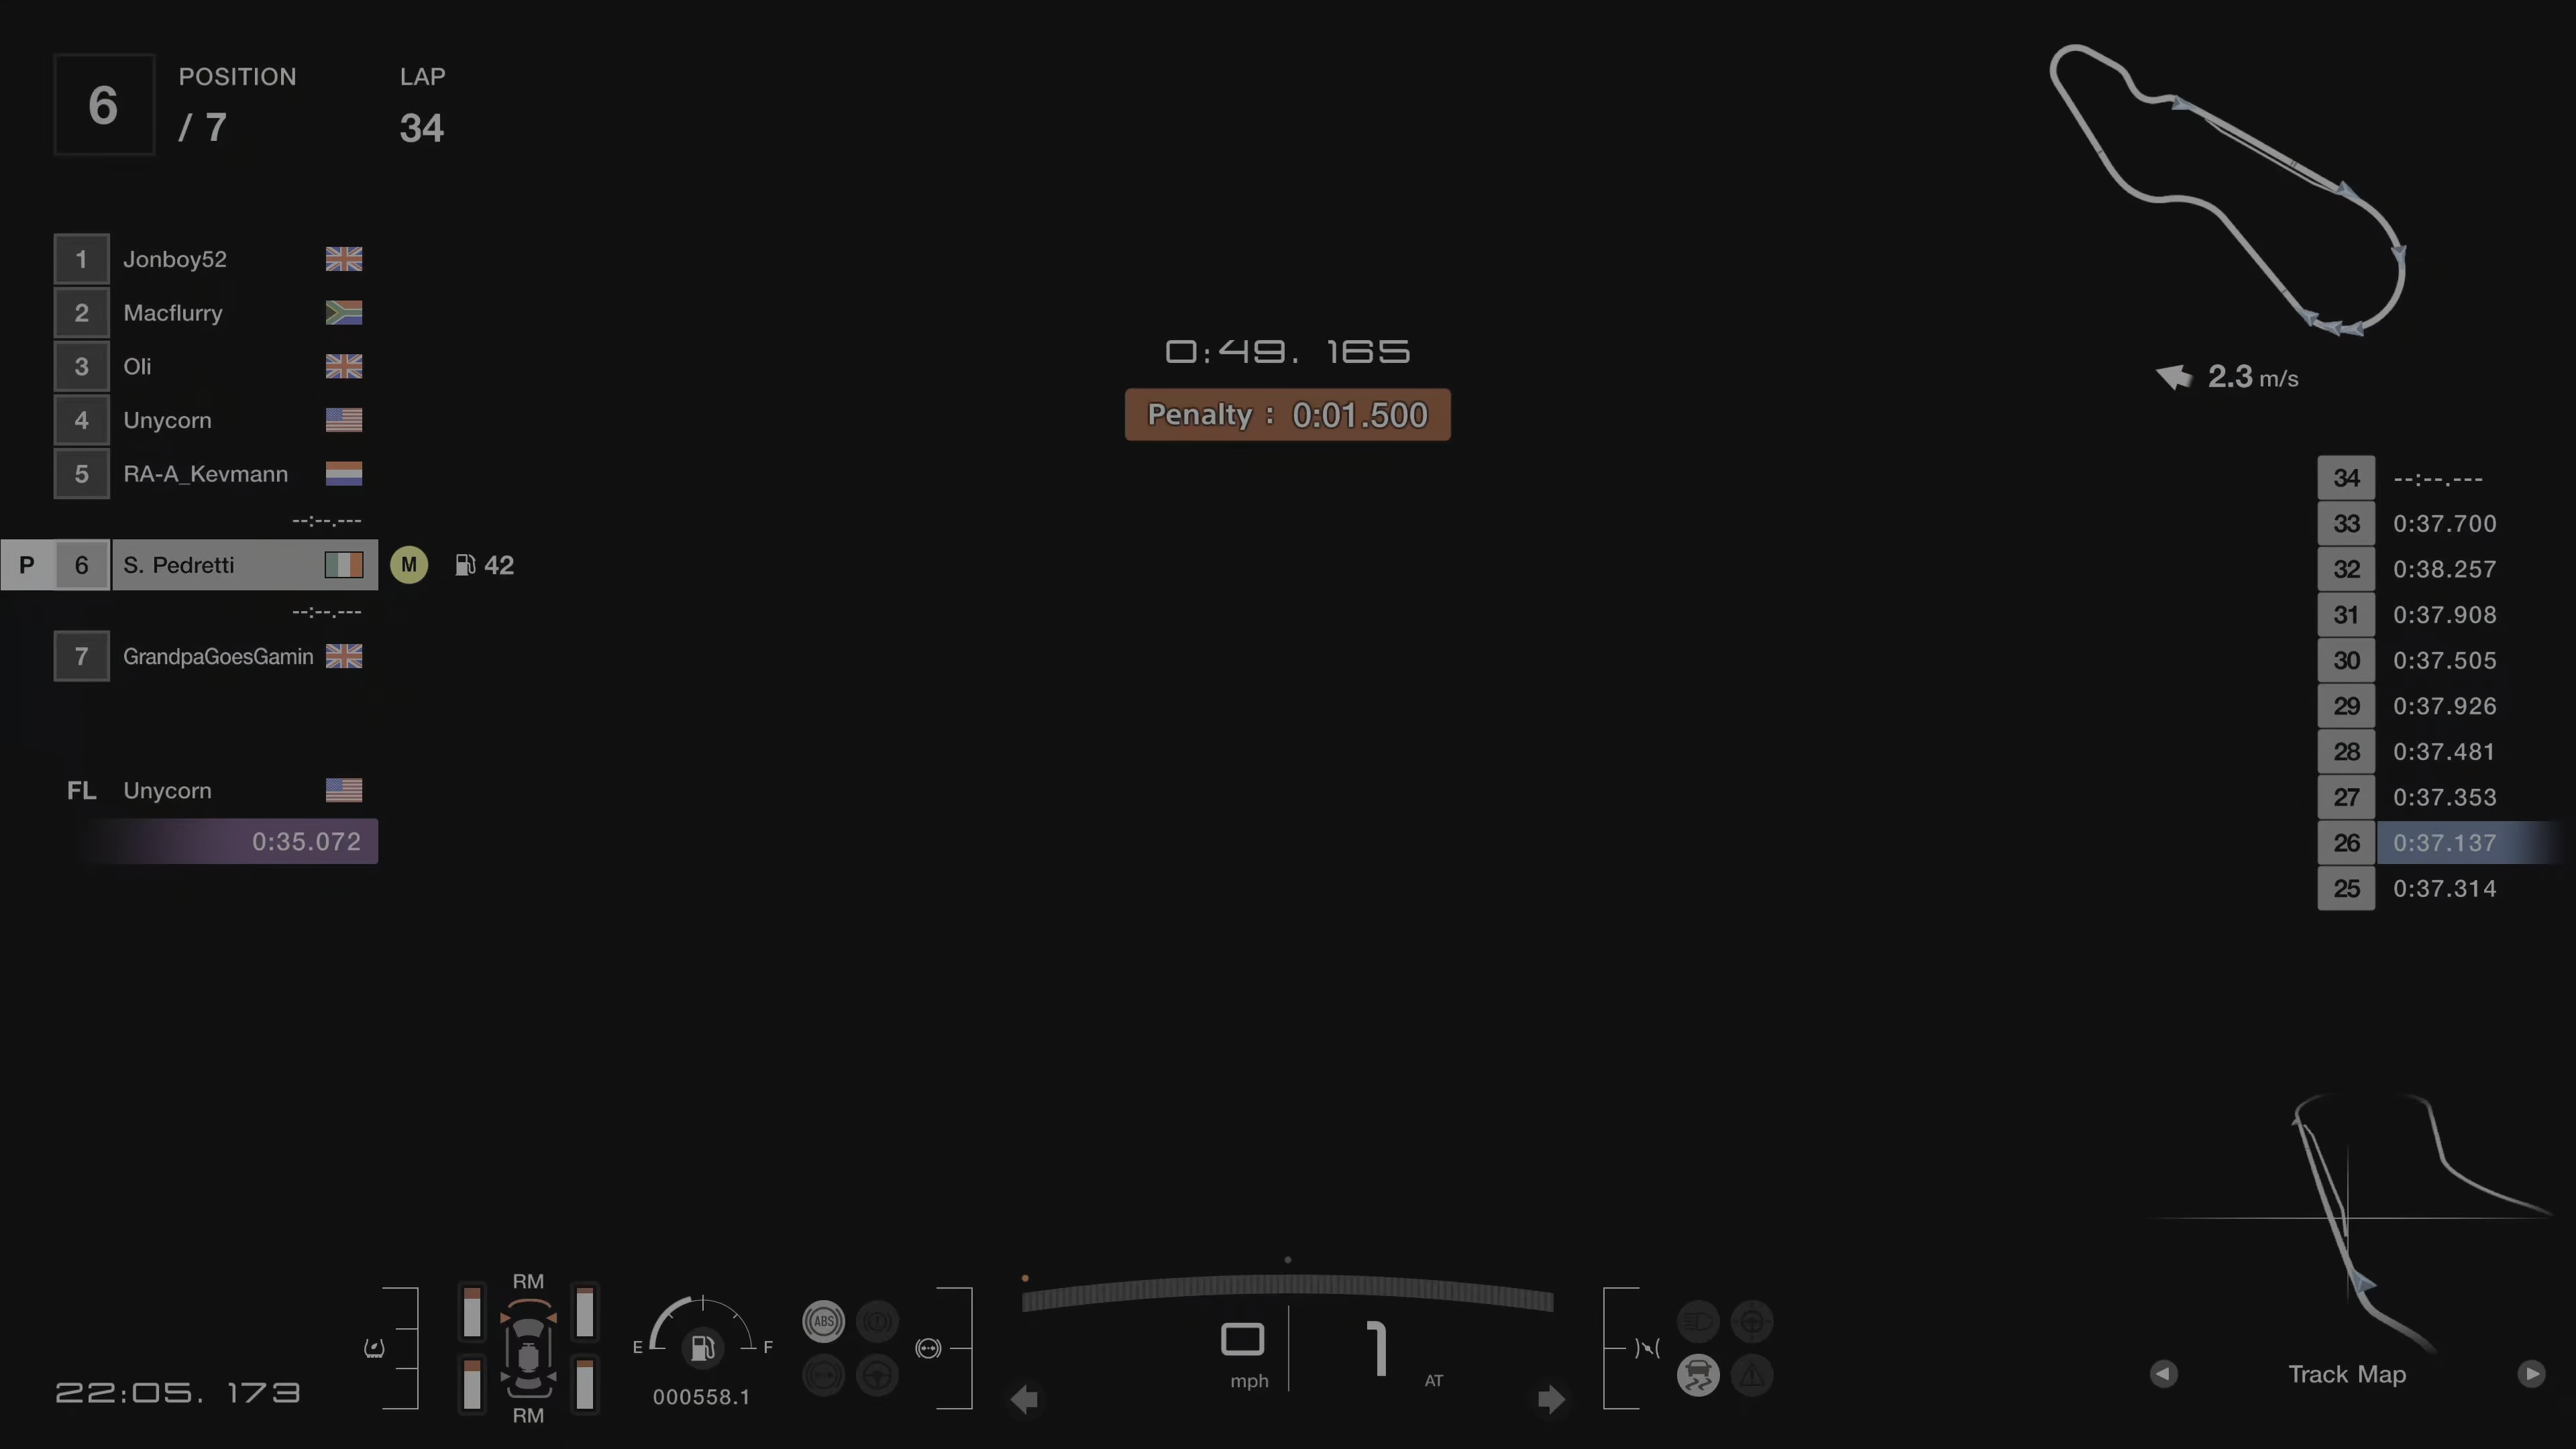 6
POSITION
/ 7
LAP
34
1 Jonboy52
2 Macflurry
3 Oli
4 Unycorn
5 RA-A_Kevmann
--:--.---
P 6 S. Pedretti M 42
--:--.---
7 GrandpaGoesGamin
FL Unycorn
0:35.072
0:49. 165
Penalty : 0:01.500
2.3 m/s
34 --:--.---
33 0:37.700
32 0:38.257
31 0:37.908
30 0:37.505
29 0:37.926
28 0:37.481
27 0:37.353
26 0:37.137
25 0:37.314
22:05. 173
RM
RM
E F
000558.1
ABS
0
mph
1
AT
Track Map